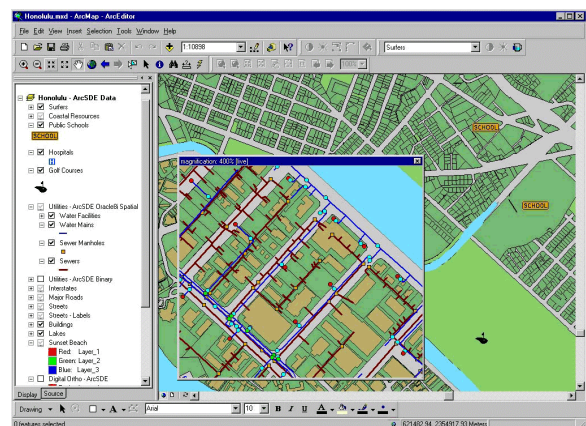 Honolulu.mxd - ArcMap - ArcEditor
File Edit View Insert Selection Tools Window Help
1:10898
Surfers
100%
Honolulu - ArcSDE Data
Surfers
Coastal Resources
Public Schools
SCHOOL
Hospitals
H
Golf Courses
Utilities - ArcSDE Oracle8i Spatial
Water Facilities
Water Mains
Sewer Manholes
Sewers
Utilities - ArcSDE Binary
Interstates
Major Roads
Streets
Streets - Labels
Buildings
Lakes
Sunset Beach
Red: Layer_1
Green: Layer_2
Blue: Layer_3
Digital Ortho - ArcSDE
Display Source
magnification: 400% [live]
SCHOOL
SCHOOL
Drawing
A
Arial
10
B I U A
0 features selected
621482.94 2354917.93 Meters